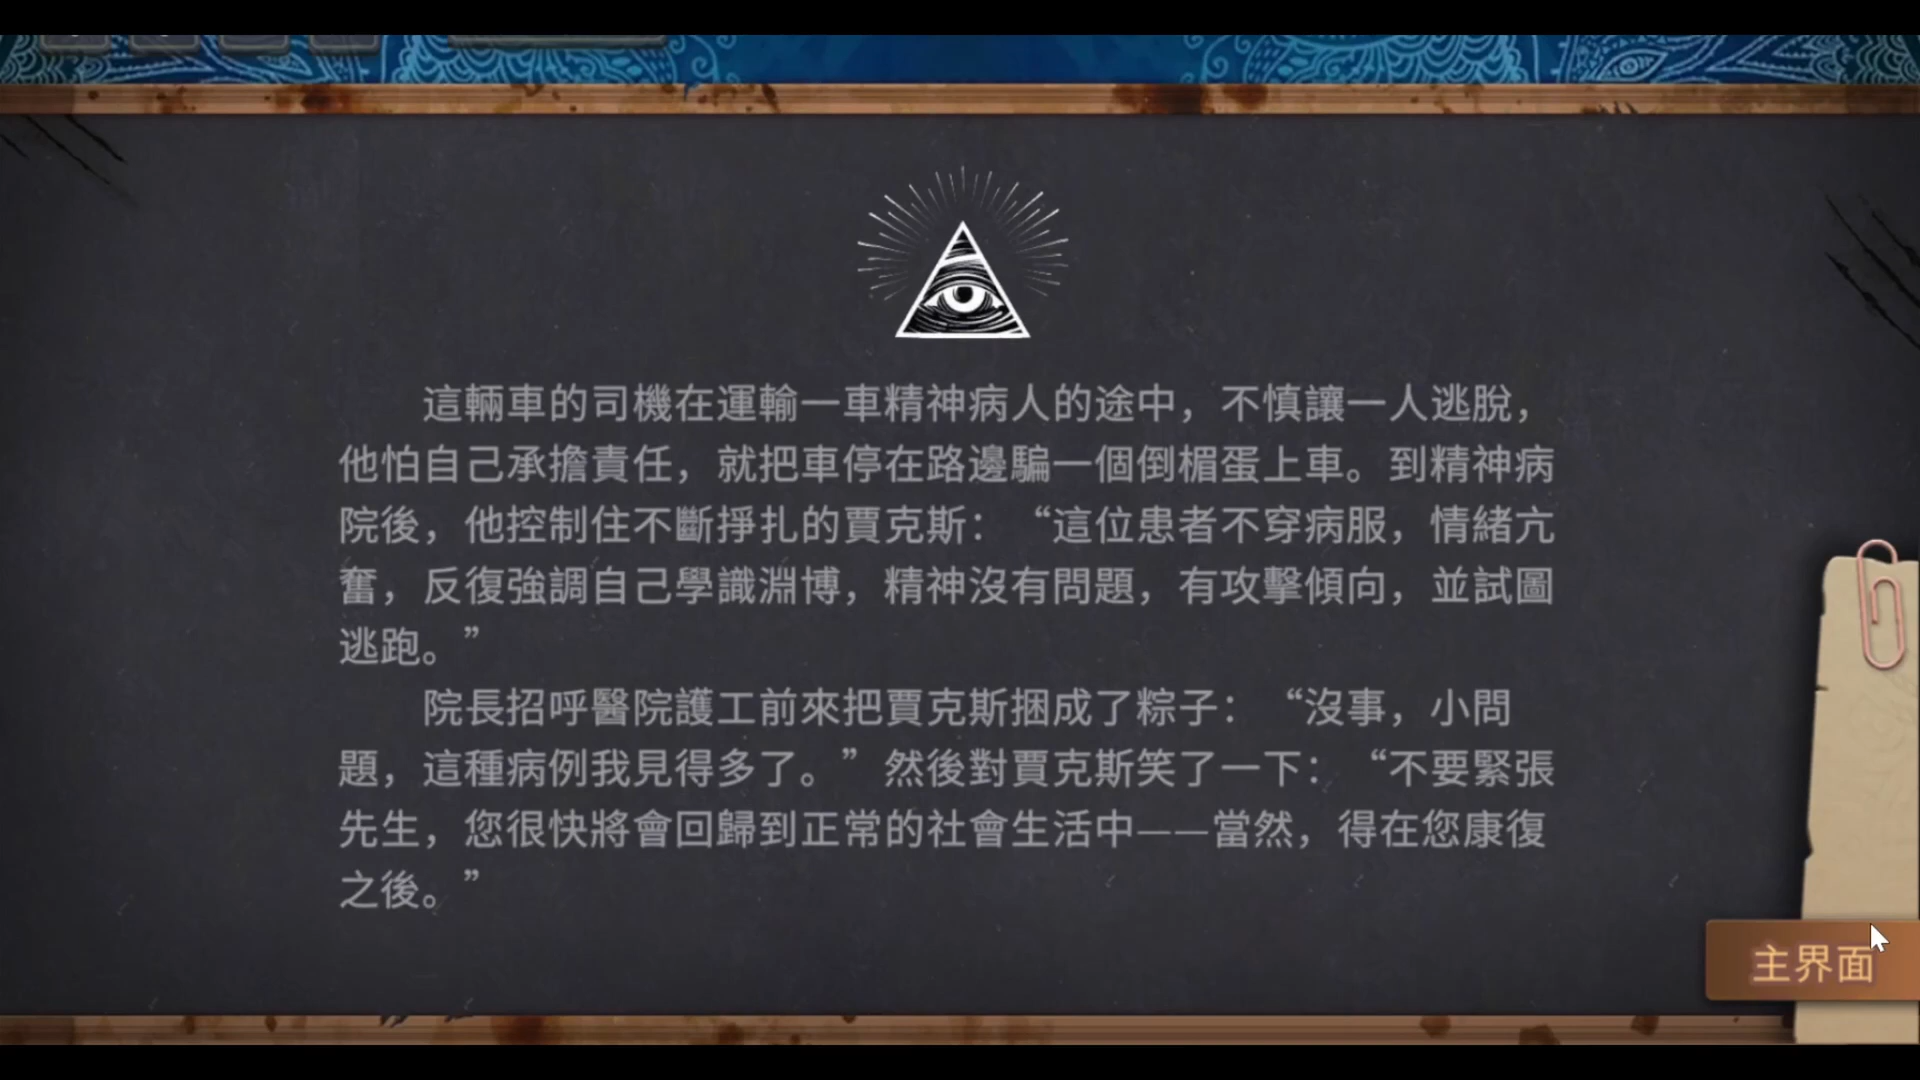 這輛車的司機在運輸一車精神病人的途中，不慎讓一人逃脫，
他怕自己承擔責任，就把車停在路邊騙一個倒楣蛋上車。到精神病
院後，他控制住不斷掙扎的賈克斯：“這位患者不穿病服，情緒亢
奮，反復強調自己學識淵博，精神沒有問題，有攻擊傾向，並試圖
逃跑。”
院長招呼醫院護工前來把賈克斯捆成了粽子：“沒事，小問
題，這種病例我見得多了。”然後對賈克斯笑了一下：“不要緊張
先生，您很快將會回歸到正常的社會生活中——當然，得在您康復
之後。”
主界面